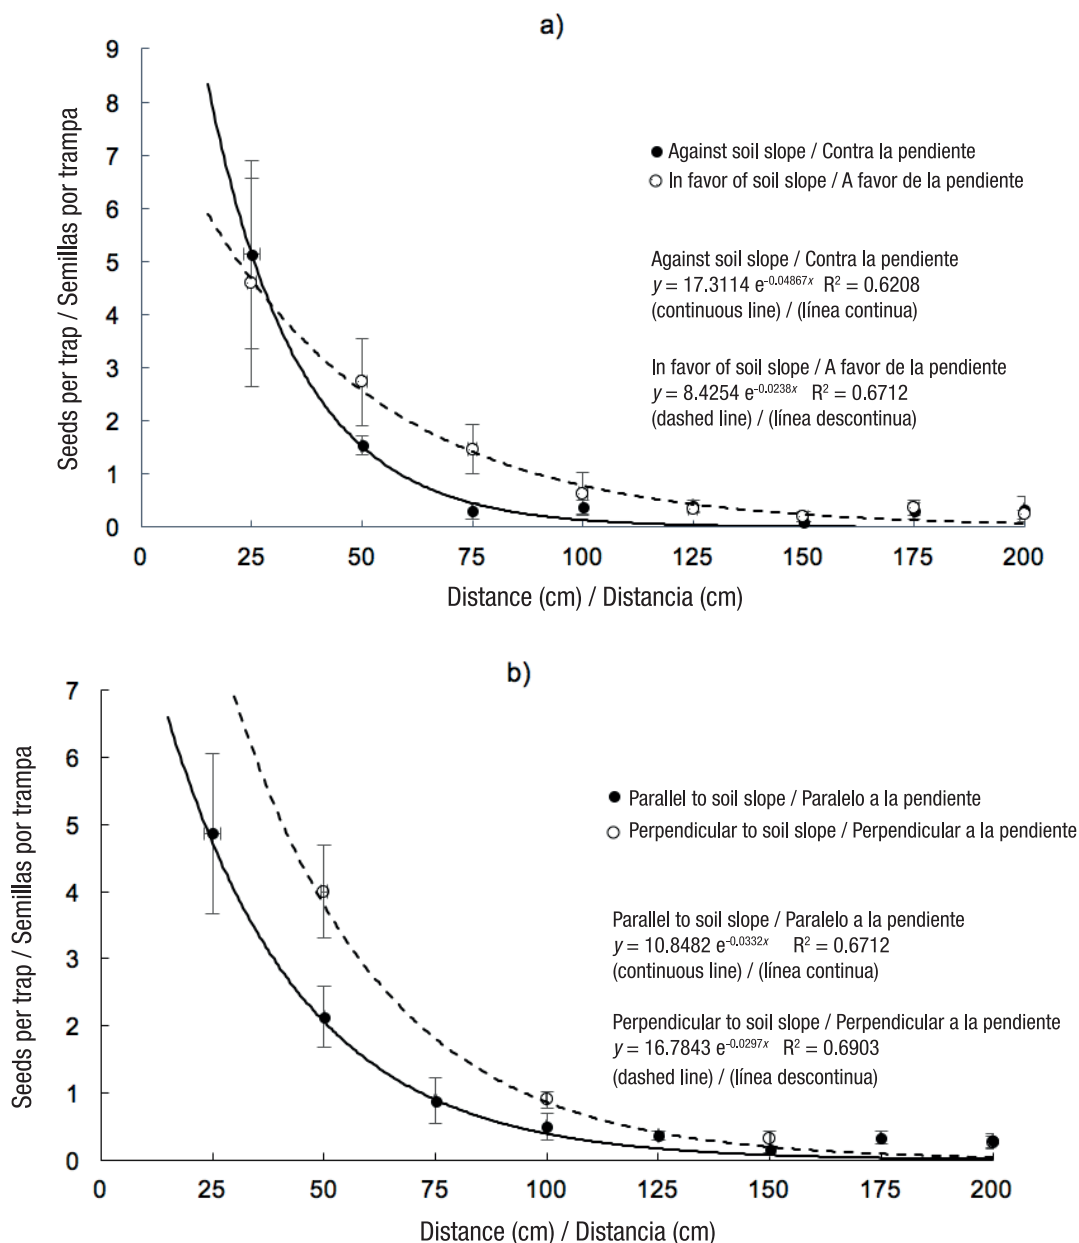 a)
9
8
7
6
5
4
3
2
1
0
Seeds per trap / Semillas por trampa
● Against soil slope / Contra la pendiente
○ In favor of soil slope / A favor de la pendiente
Against soil slope / Contra la pendiente
y = 17.3114 e^-0.04867x R² = 0.6208
(continuous line) / (línea continua)
In favor of soil slope / A favor de la pendiente
y = 8.4254 e^-0.0238x R² = 0.6712
(dashed line) / (línea descontinua)
0 25 50 75 100 125 150 175 200
Distance (cm) / Distancia (cm)
b)
7
6
5
4
3
2
1
0
Seeds per trap / Semillas por trampa
● Parallel to soil slope / Paralelo a la pendiente
○ Perpendicular to soil slope / Perpendicular a la pendiente
Parallel to soil slope / Paralelo a la pendiente
y = 10.8482 e^-0.0332x R² = 0.6712
(continuous line) / (línea continua)
Perpendicular to soil slope / Perpendicular a la pendiente
y = 16.7843 e^-0.0297x R² = 0.6903
(dashed line) / (línea descontinua)
0 25 50 75 100 125 150 175 200
Distance (cm) / Distancia (cm)